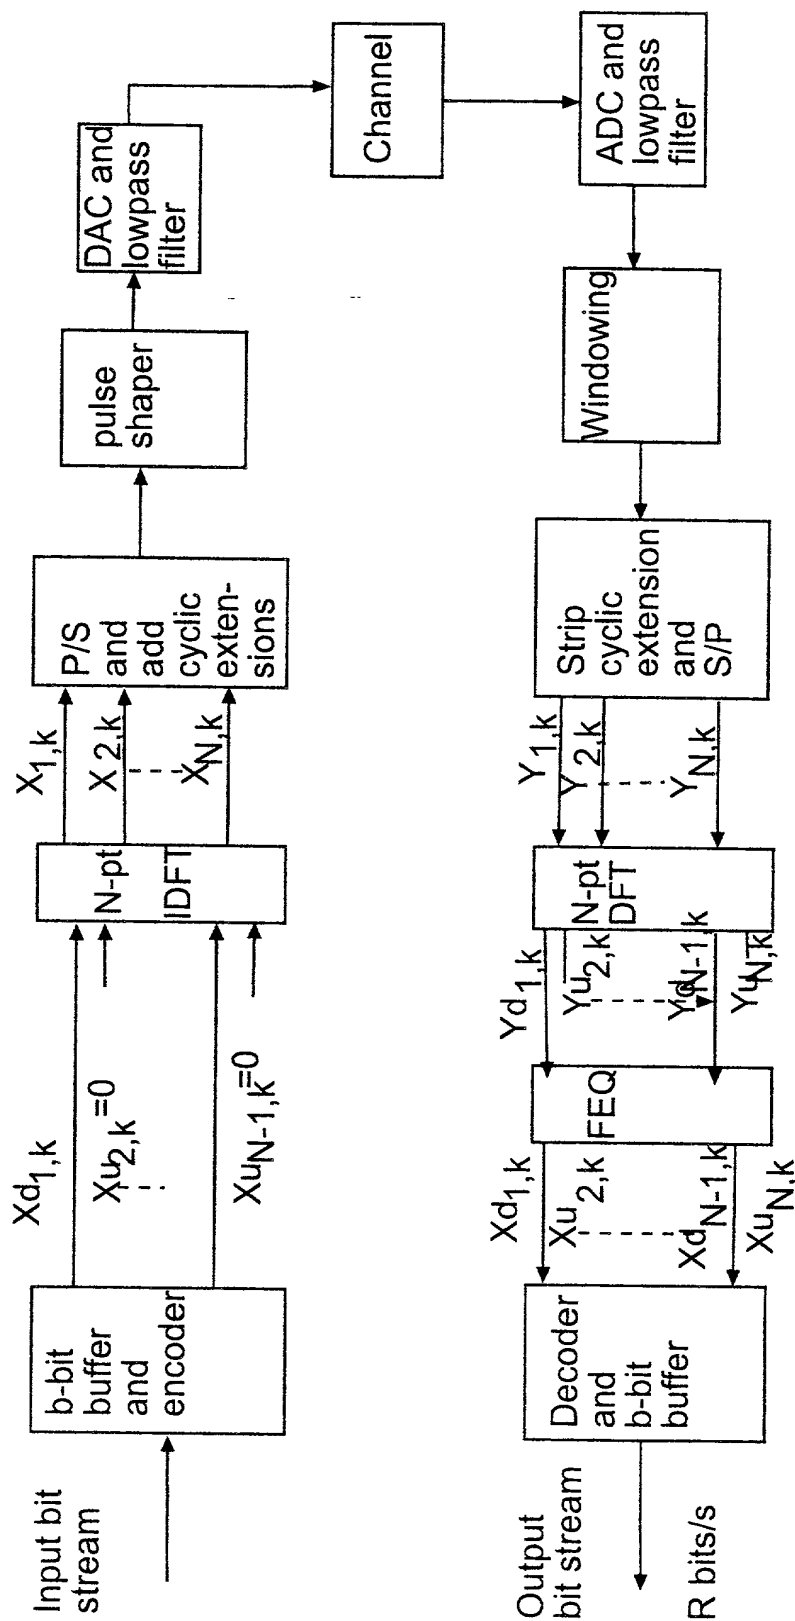 Input bit
stream
b-bit
buffer
and
encoder
Xd1,k
Xu2,k=0
XuN-1,k=0
N-pt
IDFT
X1,k
X2,k
XN,k
P/S
and
add
cyclic
exten-
sions
pulse
shaper
DAC and
lowpass
filter
Channel
ADC and
lowpass
filter
Windowing
Strip
cyclic
extension
and
S/P
Y1,k
Y2,k
YN,k
N-pt
DFT
Yd1,k
Yu2,k
YdN-1,k
YuN,k
FEQ
Xd1,k
Xu2,k
XdN-1,k
XuN,k
Decoder
and
b-bit
buffer
Output
bit stream
R bits/s